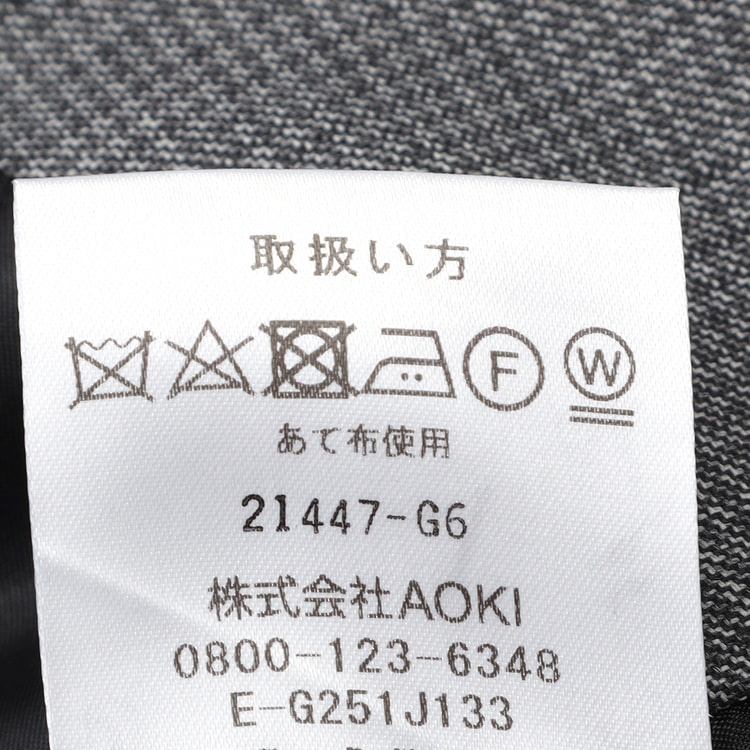 取扱い方
F W
あて布使用
21447-G6
株式会社AOKI
0800-123-6348
E-G251J133